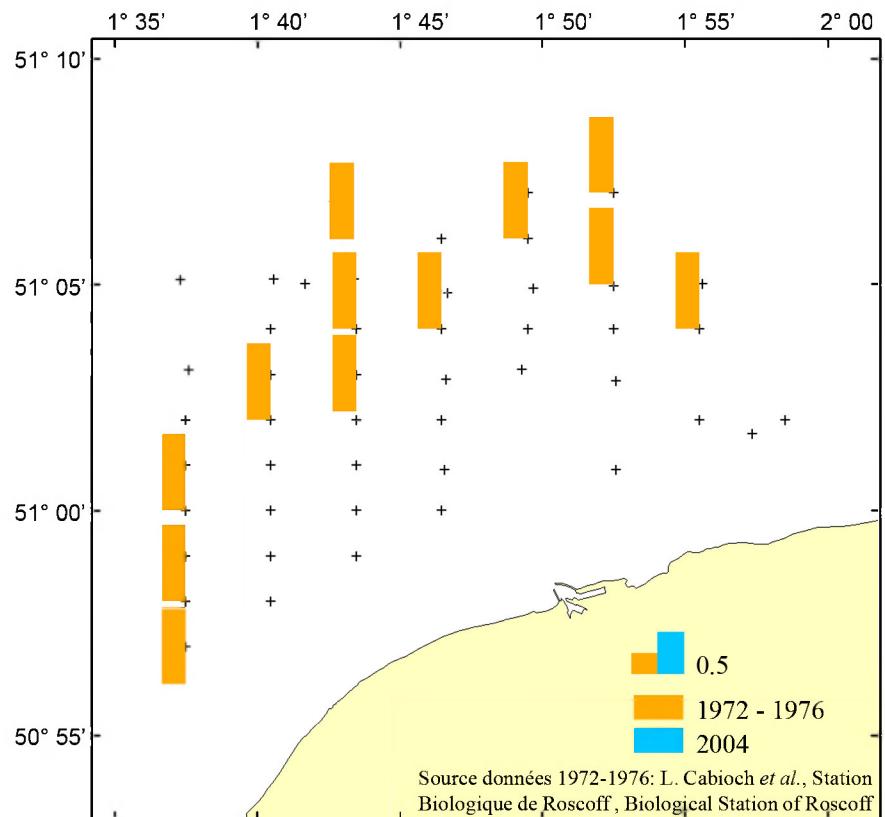 1° 35’ 1° 40’ 1° 45’ 1° 50’ 1° 55’ 2° 00
51° 10’
51° 05’
51° 00’
50° 55’
0.5
1972 - 1976
2004
Source données 1972-1976: L. Cabioch et al., Station
Biologique de Roscoff , Biological Station of Roscoff